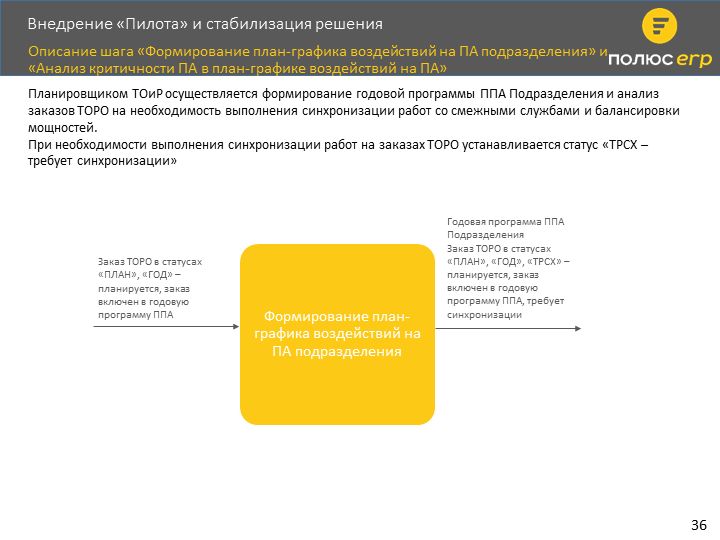 Внедрение «Пилота» и стабилизация решения
Описание шага «Формирование план-графика воздействий на ПА подразделения» и
«Анализ критичности ПА в план-графике воздействий на ПА»
ПОЛЮС erp
Планировщиком ТОиР осуществляется формирование годовой программы ППА Подразделения и анализ
заказов ТОРО на необходимость выполнения синхронизации работ со смежными службами и балансировки
мощностей.
При необходимости выполнения синхронизации работ на заказах ТОРО устанавливается статус «ТРСХ –
требует синхронизации»
Заказ ТОРО в статусах
«ПЛАН», «ГОД» –
планируется, заказ
включен в годовую
программу ППА
Формирование план-
графика воздействий на
ПА подразделения
Годовая программа ППА
Подразделения
Заказ ТОРО в статусах
«ПЛАН», «ГОД», «ТРСХ» –
планируется, заказ
включен в годовую
программу ППА, требует
синхронизации
36